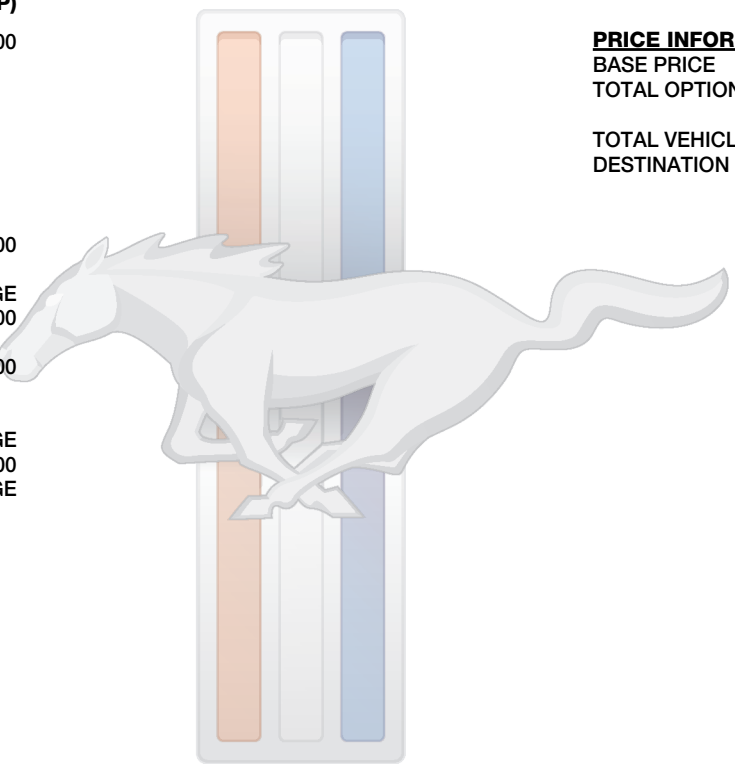 P)
00
00
GE
00
00
GE
00
GE
PRICE INFOR
BASE PRICE
TOTAL OPTION
TOTAL VEHICL
DESTINATION